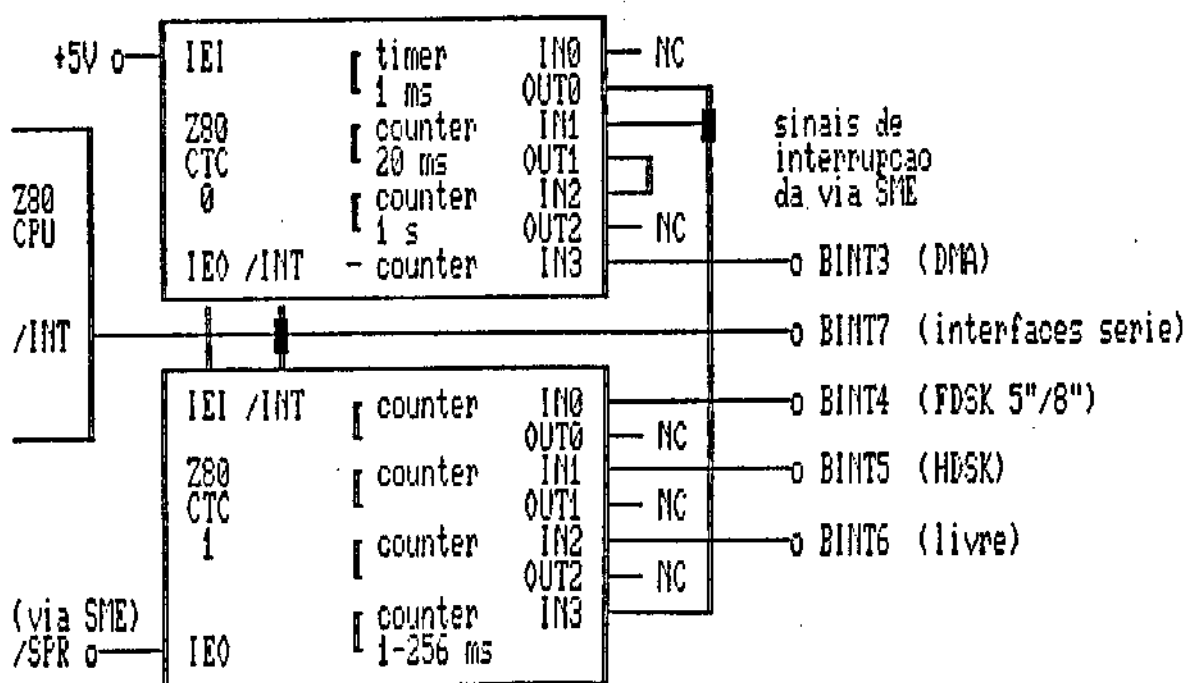 +5V
IEI
timer
1 ms
IN0
NC
OUT0
Z80
CTC
0
counter
20 ms
IN1
OUT1
sinais de
interrupcao
da via SME
counter
1 s
IN2
OUT2
NC
Z80
CPU
IEO /INT
- counter
IN3
BINT3 (DMA)
/INT
BINT7 (interfaces serie)
IEI /INT
counter
IN0
BINT4 (FDSK 5"/8")
OUT0
NC
Z80
CTC
1
counter
IN1
BINT5 (HDSK)
OUT1
NC
counter
IN2
BINT6 (livre)
OUT2
NC
(via SME)
/SPR
IEO
counter
1-256 ms
IN3